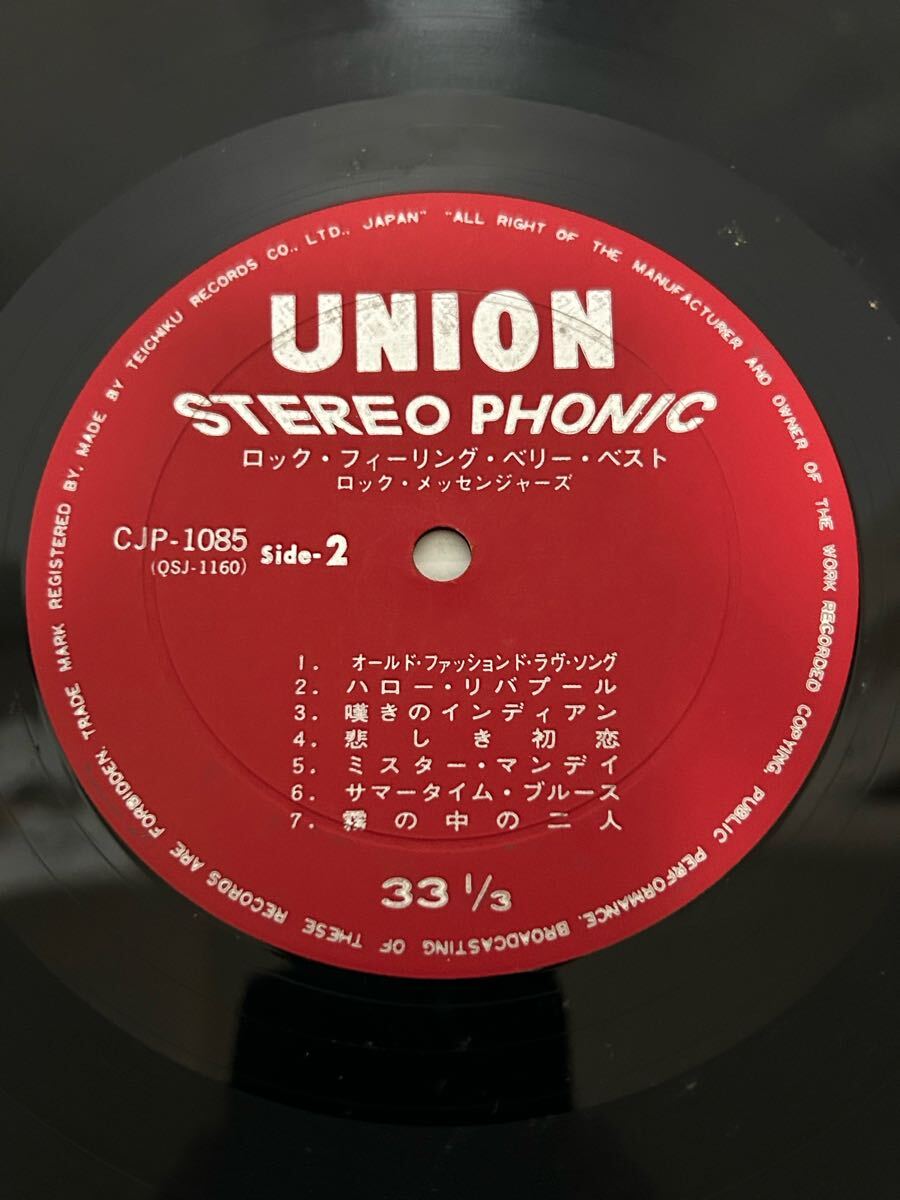 TRADE MARK REGISTERED BY, MADE BY TEICHIKU RECORDS CO., LTD., JAPAN" "ALL RIGHT OF THE MANUFACTURER AND OWNER OF THE WORK RECORDED COPYING, PUBLIC PERFORMANCE, BROADCASTING OF THESE RECORDS ARE FORBIDDEN,
UNION
STEREO PHONIC
ロック・フィーリング・ベリー・ベスト
ロック・メッセンジャーズ
CJP-1085 Side-2
(QSJ-1160)
1. オールド・ファッションド・ラヴ・ソング
2. ハロー・リバプール
3. 嘆きのインディアン
4. 悲しき初恋
5. ミスター・マンデイ
6. サマータイム・ブルース
7. 霧の中の二人
33 1/3